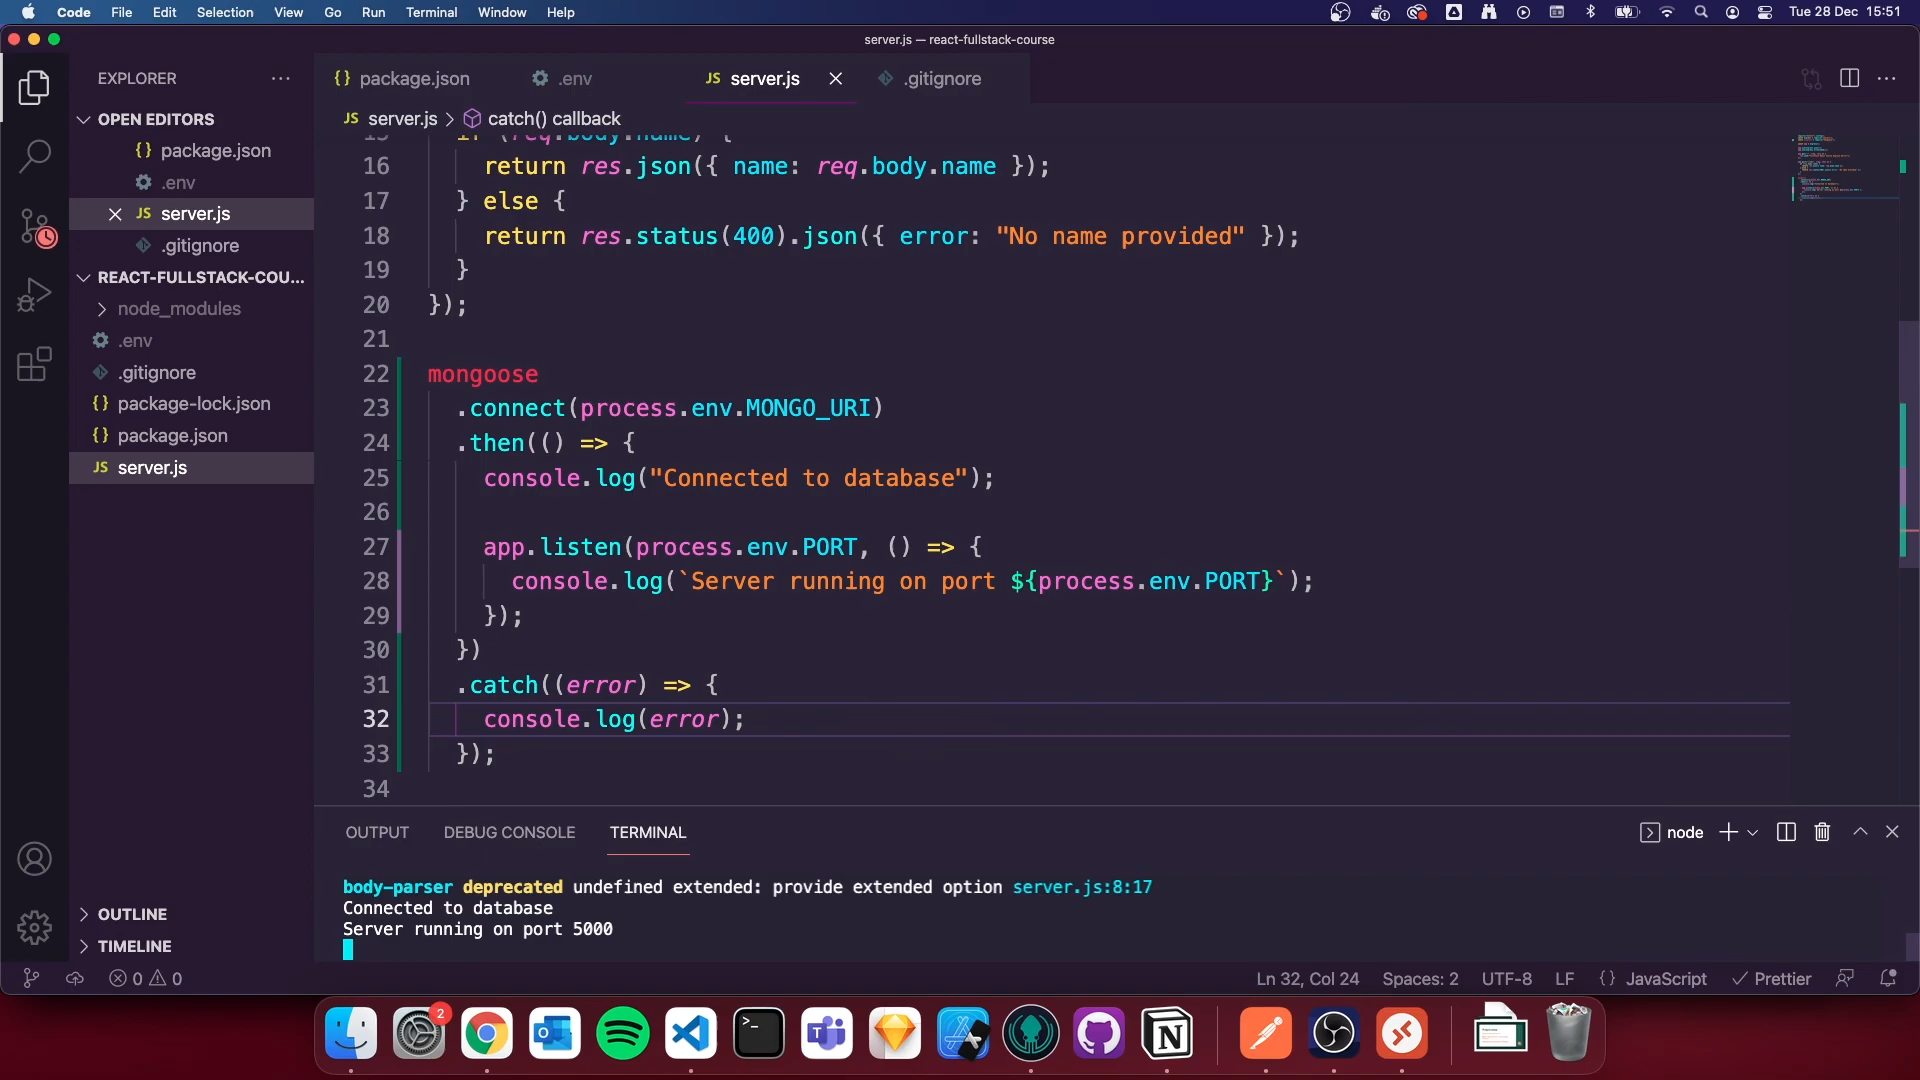 Code File Edit Selection View Go Run Terminal Window Help Tue 28 Dec 15:51
server.js — react-fullstack-course
EXPLORER
package.json .env JS server.js .gitignore
OPEN EDITORS
JS server.js > catch() callback
{} package.json
.env
JS server.js
.gitignore
REACT-FULLSTACK-COU...
node_modules
.env
.gitignore
{} package-lock.json
{} package.json
JS server.js
OUTLINE
TIMELINE
15 if (req.body.name) {
16 return res.json({ name: req.body.name });
17 } else {
18 return res.status(400).json({ error: "No name provided" });
19 }
20 });
21
22 mongoose
23 .connect(process.env.MONGO_URI)
24 .then(() => {
25 console.log("Connected to database");
26
27 app.listen(process.env.PORT, () => {
28 console.log(`Server running on port ${process.env.PORT}`);
29 });
30 })
31 .catch((error) => {
32 console.log(error);
33 });
34
OUTPUT DEBUG CONSOLE TERMINAL node
body-parser deprecated undefined extended: provide extended option server.js:8:17
Connected to database
Server running on port 5000
0 0 Ln 32, Col 24 Spaces: 2 UTF-8 LF {} JavaScript Prettier
2